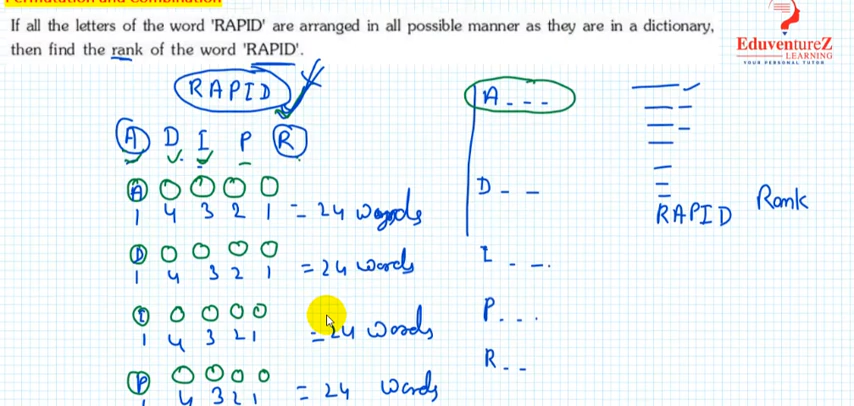 If all the letters of the word 'RAPID' are arranged in all possible manner as they are in a dictionary,
then find the rank of the word 'RAPID'.
EduventureZ
LEARNING
YOUR PERSONAL TUTOR
RAPID
A D I P R
A
1 4 3 2 1 = 24 words
D
1 4 3 2 1 = 24 words
I
1 4 3 2 1 = 24 words
P
4 3 2 1 = 24 words
A - - -
D - -
I - -.
P. . .
R - -
RAPID Rank